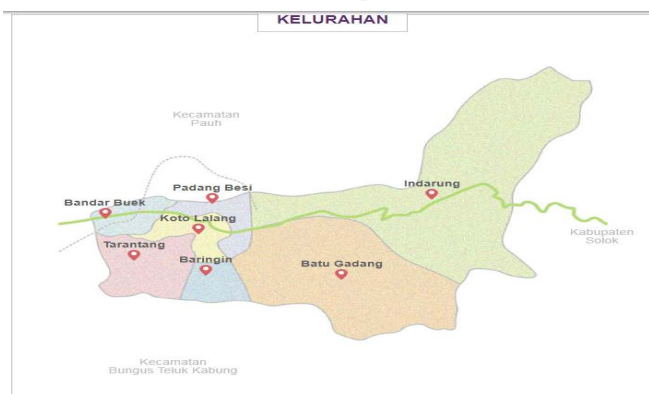 KELURAHAN
Kecamatan
Pauh
Padang Besi
Indarung
Bandar Buek
Koto Lalang
Kabupaten
Solok
Tarantang
Baringin
Batu Gadang
Kecamatan
Bungus Teluk Kabung